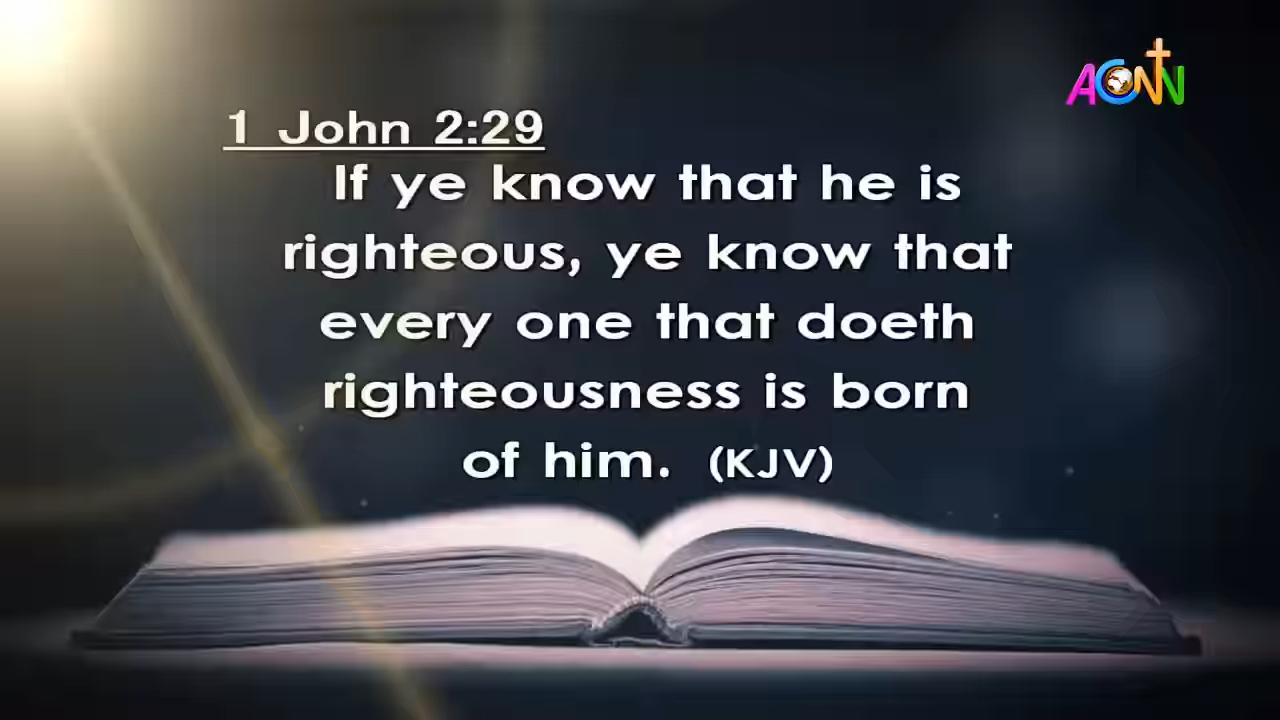 ACNN
1 John 2:29
If ye know that he is
righteous, ye know that
every one that doeth
righteousness is born
of him. (KJV)